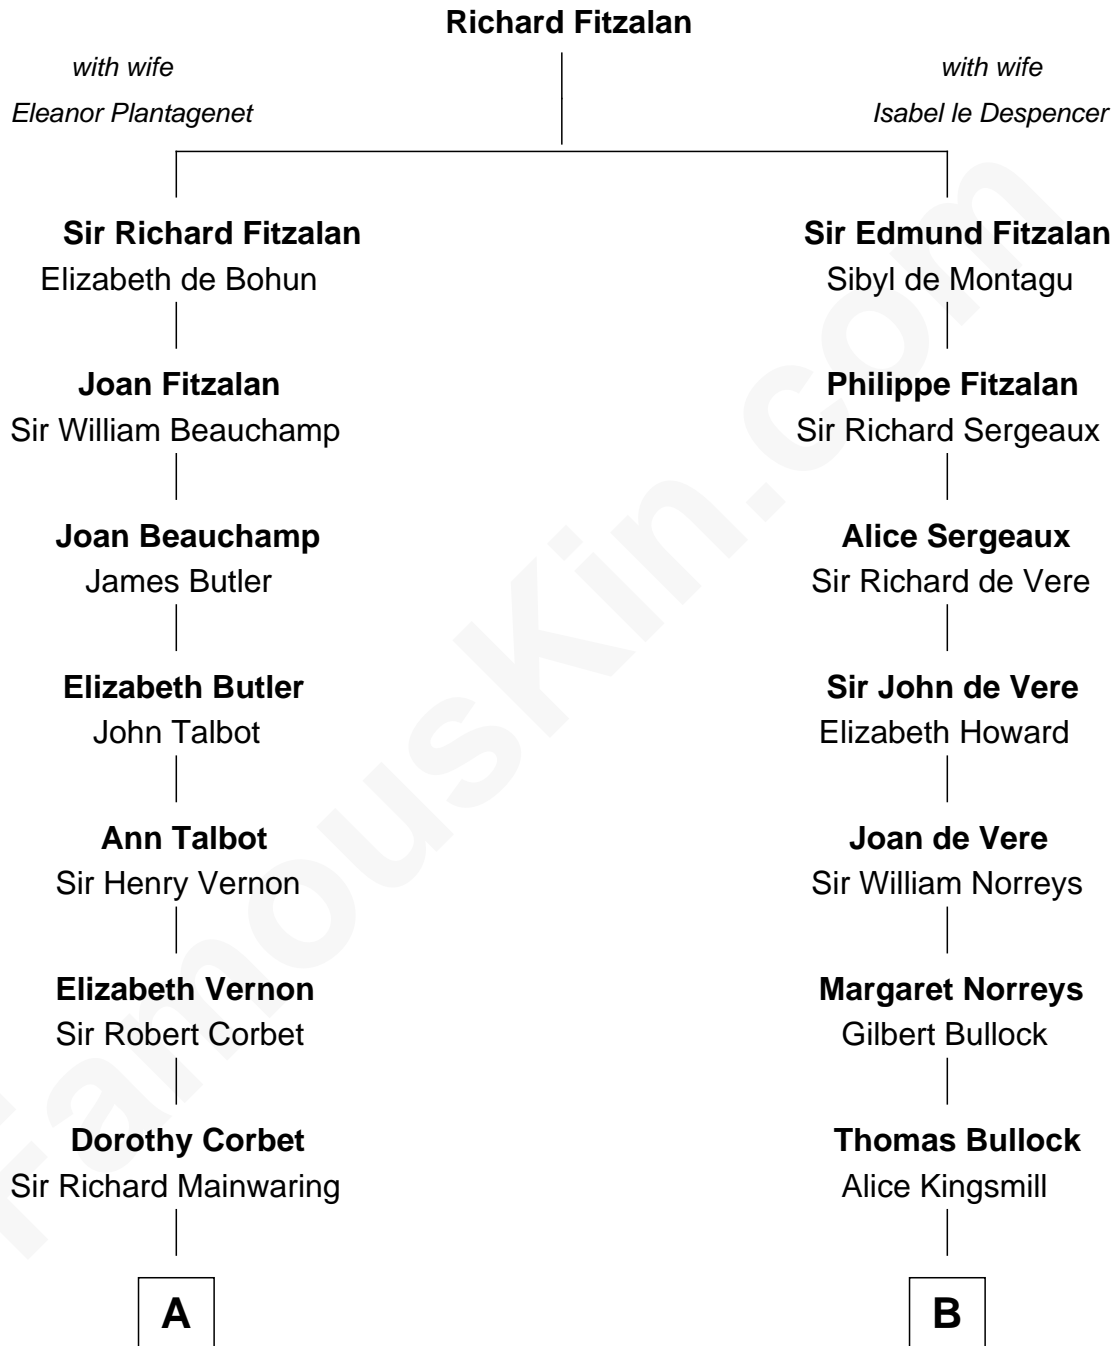 Richard Fitzalan
with wife
Eleanor Plantagenet
with wife
Isabel le Despencer
Sir Richard Fitzalan
Elizabeth de Bohun
Sir Edmund Fitzalan
Sibyl de Montagu
Joan Fitzalan
Sir William Beauchamp
Philippe Fitzalan
Sir Richard Sergeaux
Joan Beauchamp
James Butler
Alice Sergeaux
Sir Richard de Vere
Elizabeth Butler
John Talbot
Sir John de Vere
Elizabeth Howard
Ann Talbot
Sir Henry Vernon
Joan de Vere
Sir William Norreys
Elizabeth Vernon
Sir Robert Corbet
Margaret Norreys
Gilbert Bullock
Dorothy Corbet
Sir Richard Mainwaring
Thomas Bullock
Alice Kingsmill
A
B
FamousKin.com